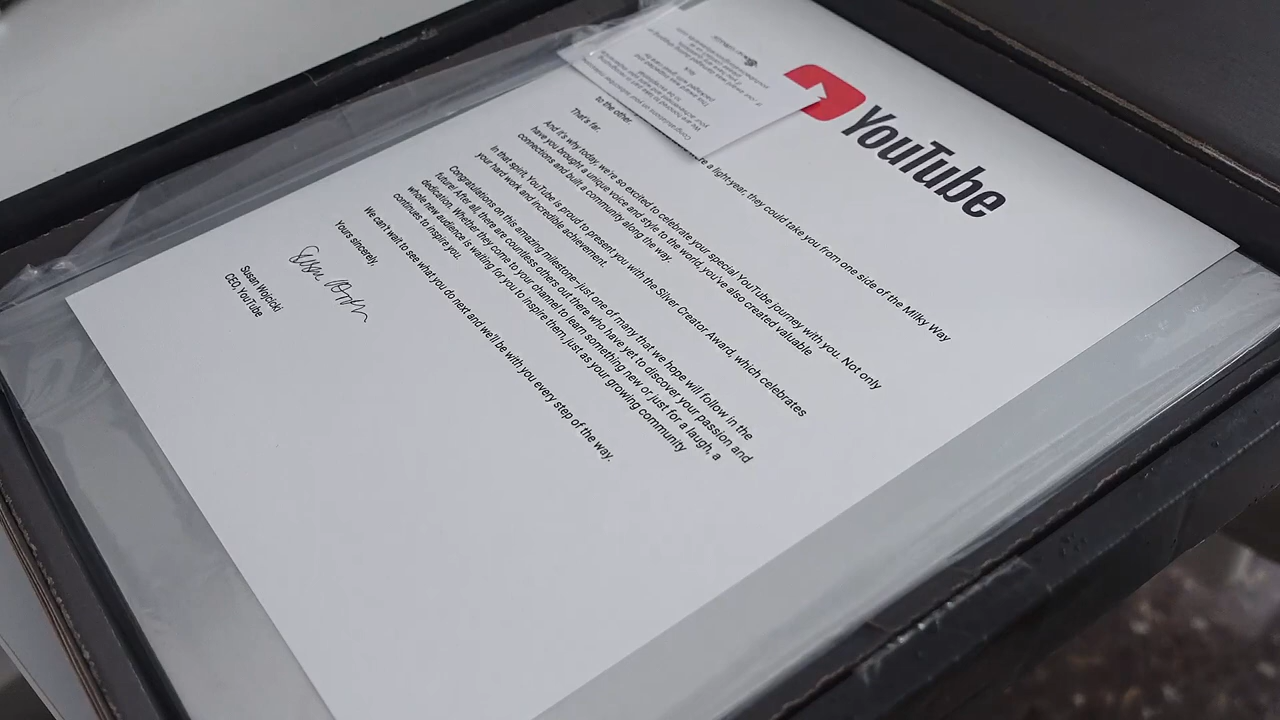 YouTube
re a lightyear, they could take you from one side of the Milky Way
to the other.
That's far.
And it's why today, we're so excited to celebrate your special YouTube journey with you. Not only
have you brought a unique voice and style to the world, you've also created valuable
connections and built a community along the way.
In that spirit, YouTube is proud to present you with the Silver Creator Award, which celebrates
your hard work and incredible achievement.
Congratulations on this amazing milestone—just one of many that we hope will follow in the
future! After all, there are countless others out there who have yet to discover your passion and
dedication. Whether they come to your channel to learn something new or just for a laugh, a
whole new audience is waiting for you to inspire them, just as your growing community
continues to inspire you.
We can't wait to see what you do next and we'll be with you every step of the way.
Yours sincerely,
Susan Wojcicki
CEO, YouTube